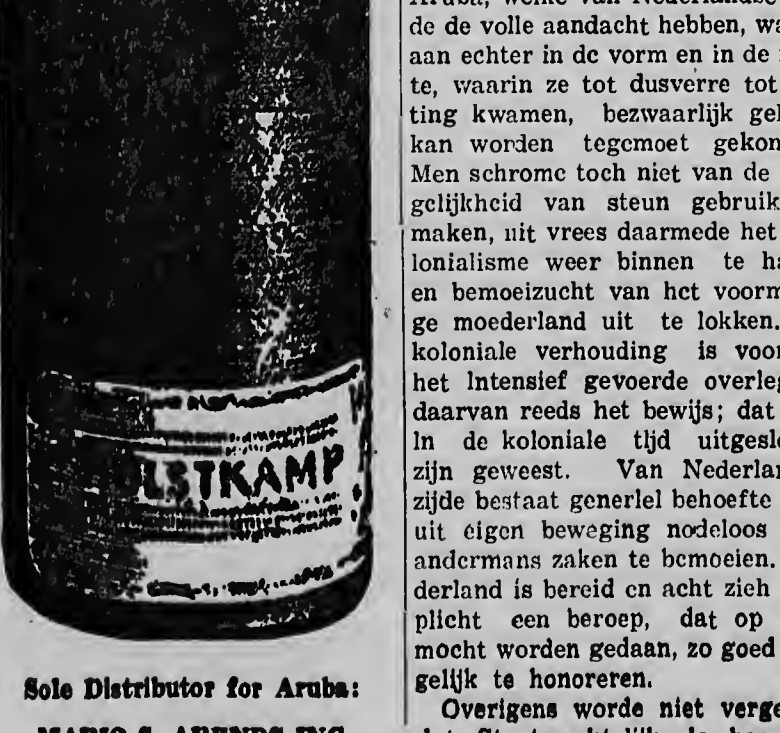 LSTKAMP
Sole Distributor for Aruba:
MARIO S. ARENDS INC
Aruba, welke van Nederlandse
de de volle aandacht hebben, wa
aan echter in de vorm en in de
te, waarin ze tot dusverre tot
ting kwamen, bezwaarlijk gel
kan worden tegemoet gekon
Men schrome toch niet van de
gelijkheid van steun gebruik
maken, uit vrees daarmede het
lonialisme weer binnen te ha
en bemoeizucht van het voorm
ge moederland uit te lokken.
koloniale verhouding is voor
het Intensief gevoerde overleg
daarvan reeds het bewijs; dat
In de koloniale tijd uitgeslo
zijn geweest. Van Nederlan
zijde bestaat generlei behoefte
uit eigen beweging nodeloos
andermans zaken te bemoeien.
derland is bereid en acht zich
plicht een beroep, dat op
mocht worden gedaan, zo goed
gelijk te honoreren.
Overigens worde niet verge